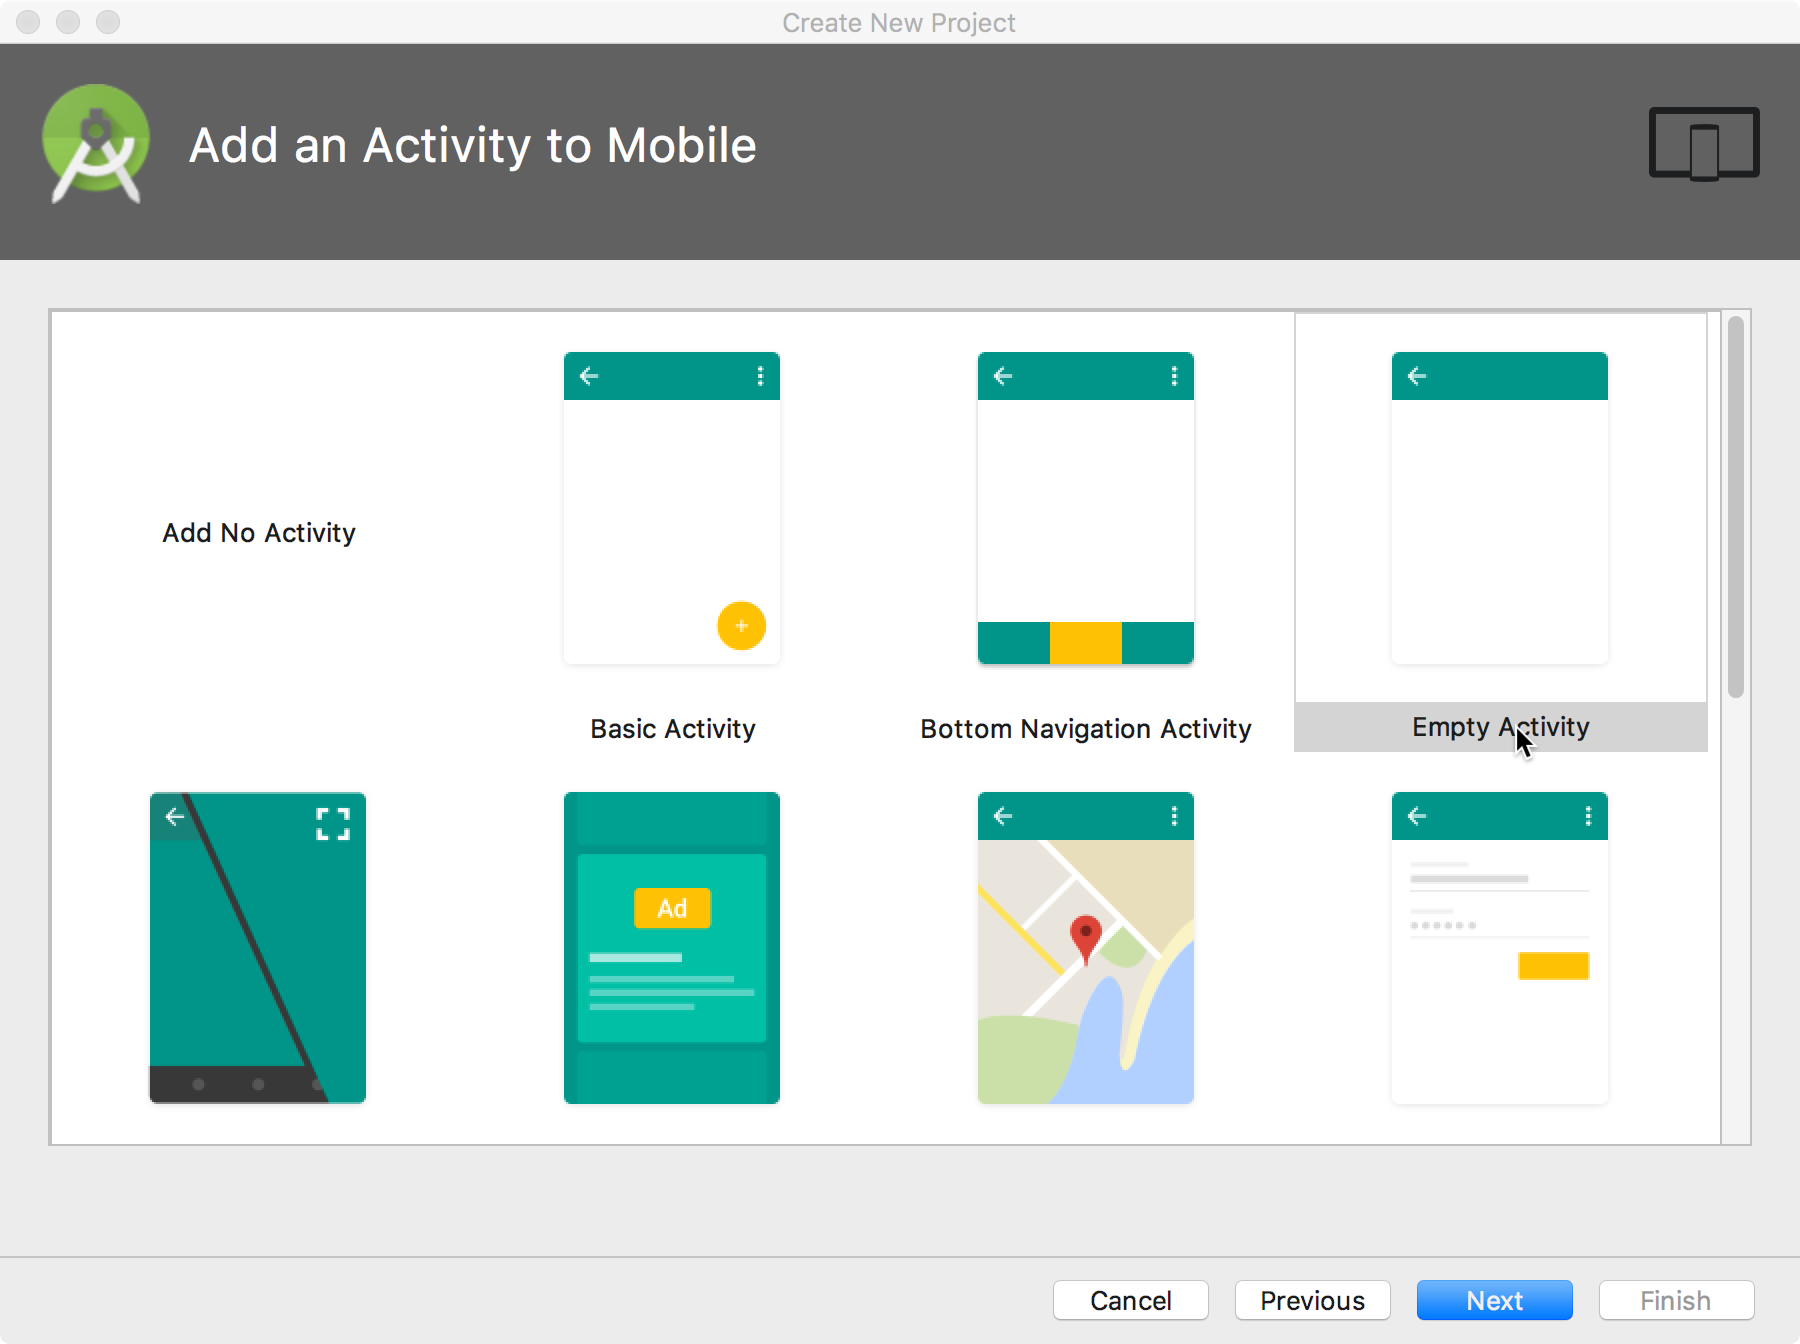 Create New Project
Add an Activity to Mobile
Add No Activity
Basic Activity
Bottom Navigation Activity
Empty Activity
Ad
Cancel
Previous
Next
Finish